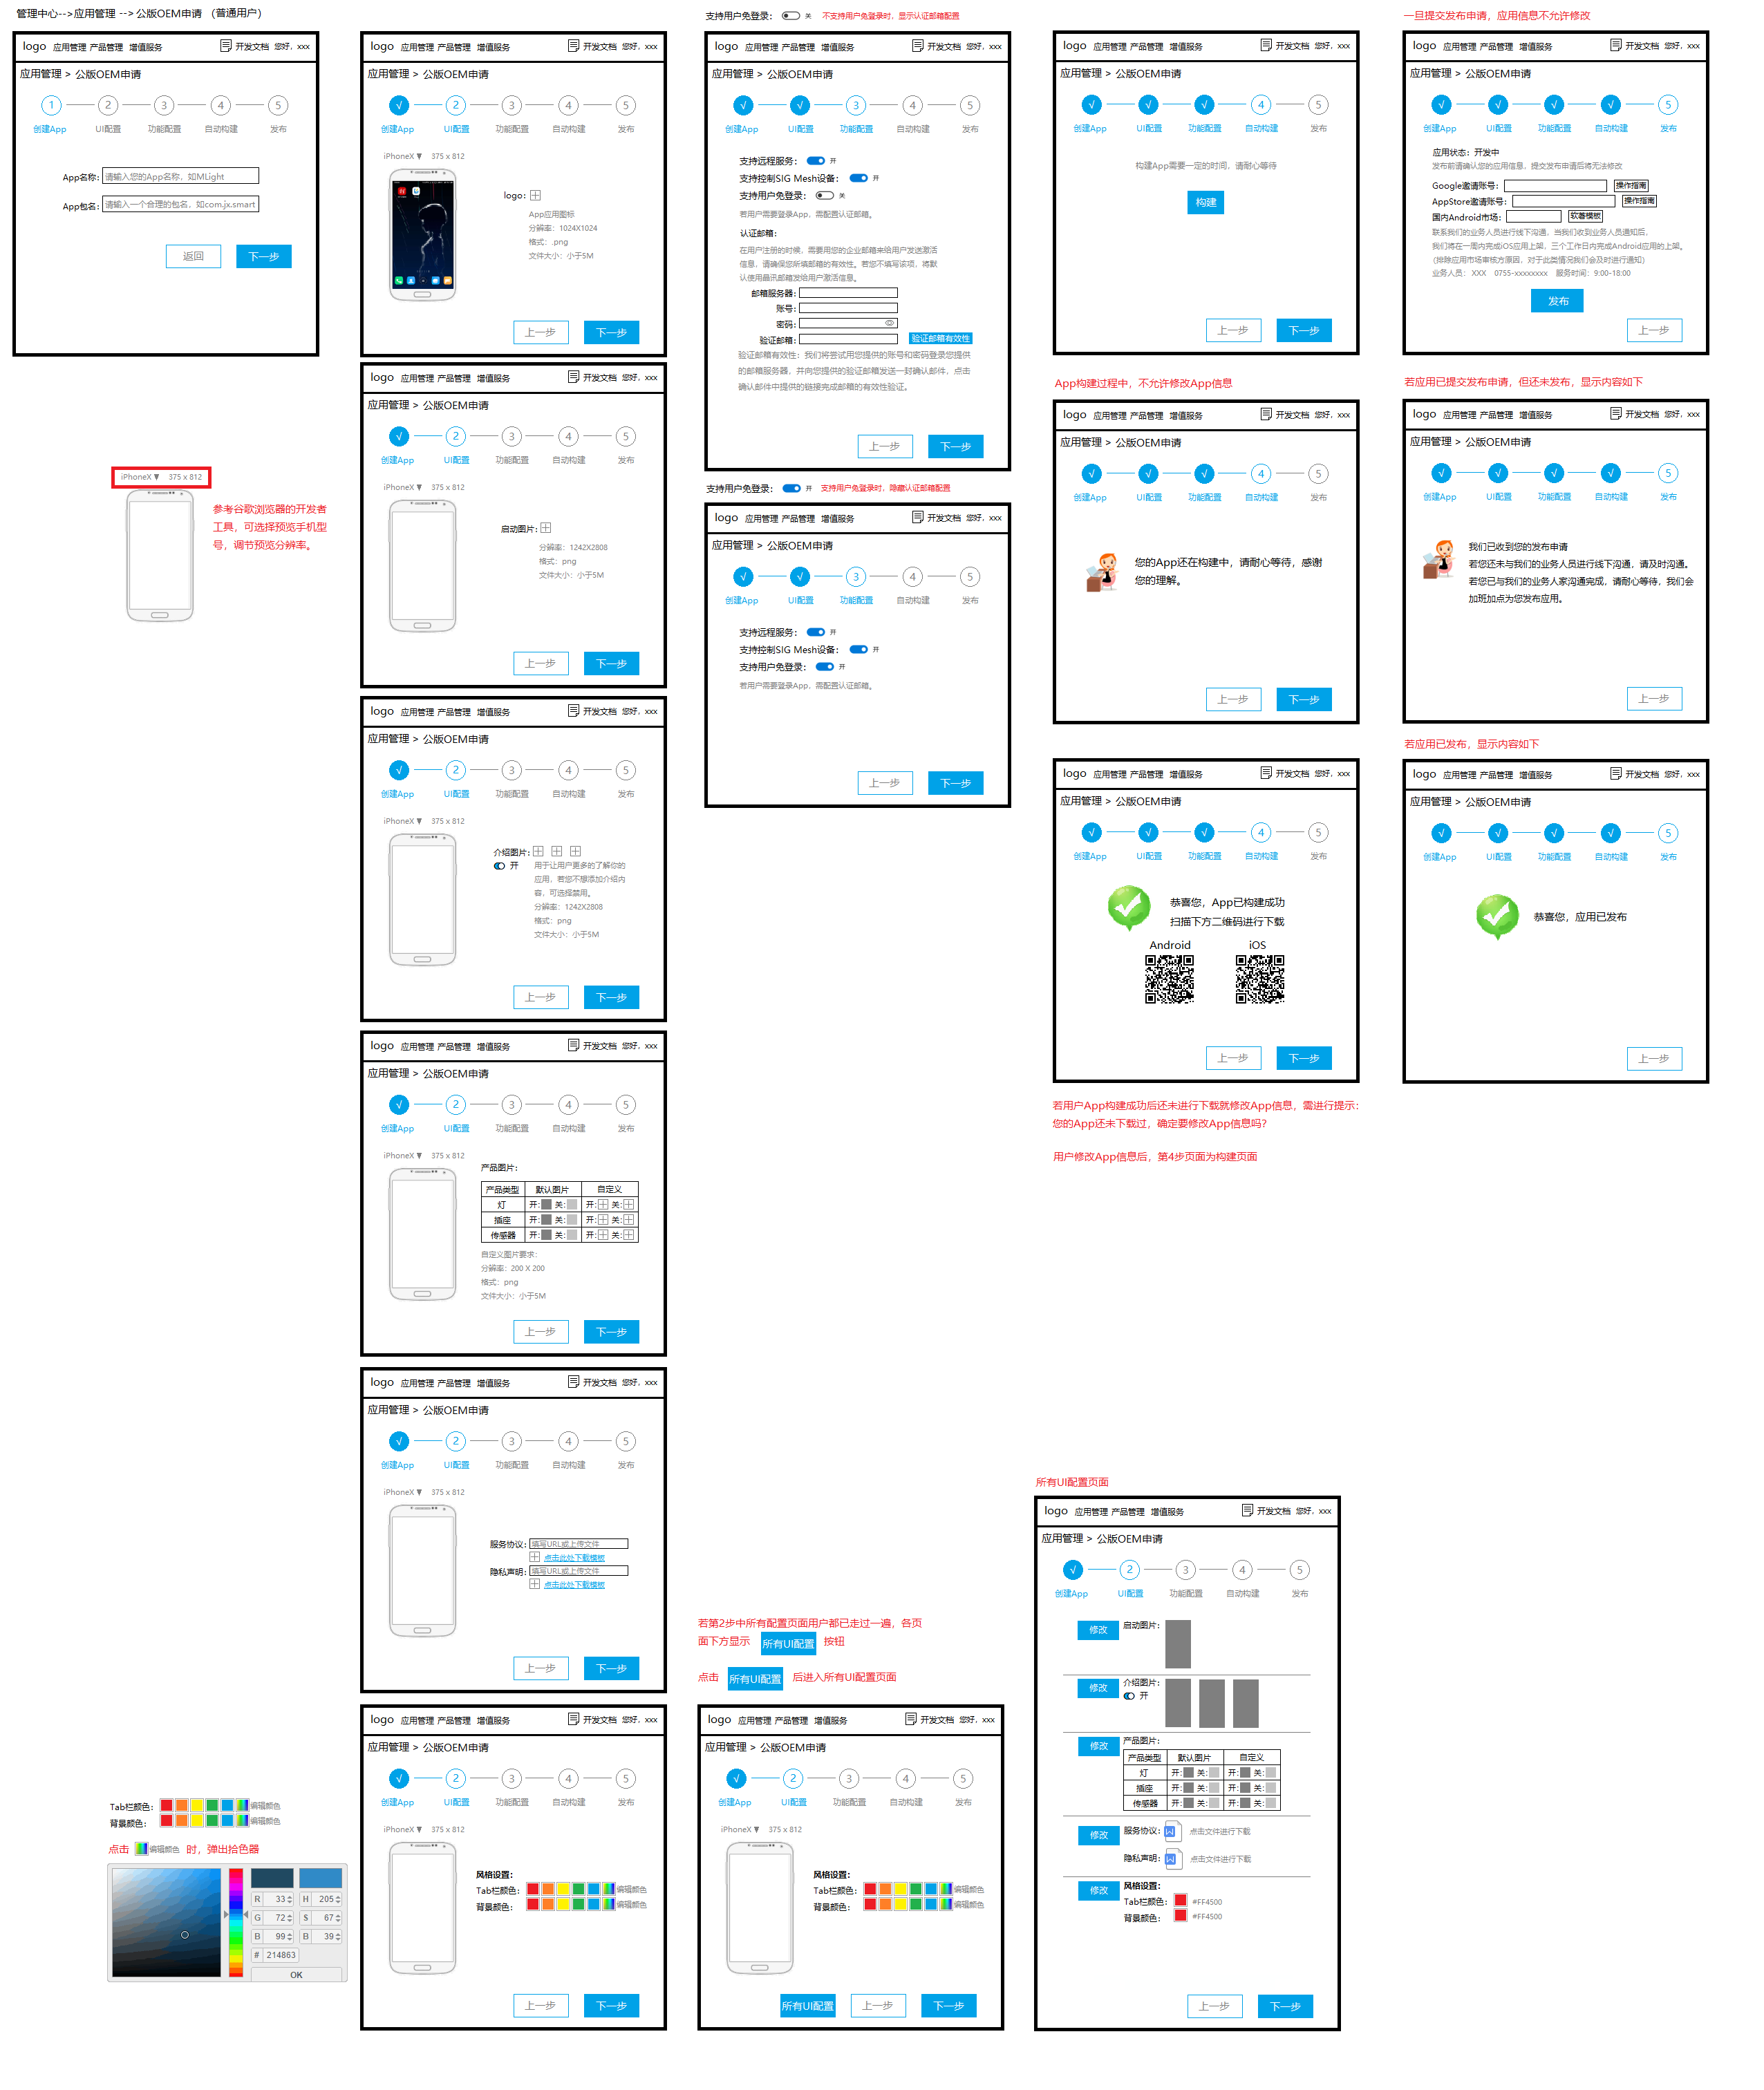 管理中心-->应用管理 --> 公版OEM申请 （普通用户）
logo 应用管理 产品管理 增值服务 开发文档 您好，xxx
应用管理 > 公版OEM申请
1 2 3 4 5
创建App UI配置 功能配置 自动构建 发布
App名称: 请输入您的App名称，如MLight
App包名: 请输入一个合理的包名，如com.jx.smart
返回 下一步
iPhoneX 375 x 812
参考谷歌浏览器的开发者
工具，可选择预览手机型
号，调节预览分辨率。
Tab栏颜色: 编辑颜色
背景颜色: 编辑颜色
点击 编辑颜色 时，弹出拾色器
R 33 H 205
G 72 S 67
B 99 B 39
# 214863
OK
logo 应用管理 产品管理 增值服务 开发文档 您好，xxx
应用管理 > 公版OEM申请
√ 2 3 4 5
创建App UI配置 功能配置 自动构建 发布
iPhoneX 375 x 812
logo:
App应用图标
分辨率：1024X1024
格式：.png
文件大小：小于5M
上一步 下一步
logo 应用管理 产品管理 增值服务 开发文档 您好，xxx
应用管理 > 公版OEM申请
√ 2 3 4 5
创建App UI配置 功能配置 自动构建 发布
iPhoneX 375 x 812
启动图片:
分辨率：1242X2808
格式：png
文件大小：小于5M
上一步 下一步
logo 应用管理 产品管理 增值服务 开发文档 您好，xxx
应用管理 > 公版OEM申请
√ 2 3 4 5
创建App UI配置 功能配置 自动构建 发布
iPhoneX 375 x 812
介绍图片:
开
用于让用户更多的了解你的
应用，若您不想添加介绍内
容，可选择禁用。
分辨率：1242X2808
格式：png
文件大小：小于5M
上一步 下一步
logo 应用管理 产品管理 增值服务 开发文档 您好，xxx
应用管理 > 公版OEM申请
√ 2 3 4 5
创建App UI配置 功能配置 自动构建 发布
iPhoneX 375 x 812
产品图片:
产品类型 默认图片 自定义
灯 开: 关: 开: 关:
插座 开: 关: 开: 关:
传感器 开: 关: 开: 关:
自定义图片要求:
分辨率：200 X 200
格式：png
文件大小：小于5M
上一步 下一步
logo 应用管理 产品管理 增值服务 开发文档 您好，xxx
应用管理 > 公版OEM申请
√ 2 3 4 5
创建App UI配置 功能配置 自动构建 发布
iPhoneX 375 x 812
服务协议: 填写URL或上传文件
点击此处下载模板
隐私声明: 填写URL或上传文件
点击此处下载模板
上一步 下一步
logo 应用管理 产品管理 增值服务 开发文档 您好，xxx
应用管理 > 公版OEM申请
√ 2 3 4 5
创建App UI配置 功能配置 自动构建 发布
iPhoneX 375 x 812
风格设置:
Tab栏颜色: 编辑颜色
背景颜色: 编辑颜色
上一步 下一步
支持用户免登录: 关 不支持用户免登录时，显示认证邮箱配置
logo 应用管理 产品管理 增值服务 开发文档 您好，xxx
应用管理 > 公版OEM申请
√ √ 3 4 5
创建App UI配置 功能配置 自动构建 发布
支持远程服务: 开
支持控制SIG Mesh设备: 开
支持用户免登录: 关
若用户需要登录App，需配置认证邮箱。
认证邮箱:
在用户注册的时候，需要用您的企业邮箱来给用户发送激活
信息，请确保您所填邮箱的有效性。若您不填写该项，将默
认使用晶讯邮箱发给用户激活信息。
邮箱服务器:
账号:
密码:
验证邮箱: 验证邮箱有效性
验证邮箱有效性：我们将尝试用您提供的账号和密码登录您提供
的邮箱服务器，并向您提供的验证邮箱发送一封确认邮件，点击
确认邮件中提供的链接完成邮箱的有效性验证。
上一步 下一步
支持用户免登录: 开 支持用户免登录时，隐藏认证邮箱配置
logo 应用管理 产品管理 增值服务 开发文档 您好，xxx
应用管理 > 公版OEM申请
√ √ 3 4 5
创建App UI配置 功能配置 自动构建 发布
支持远程服务: 开
支持控制SIG Mesh设备: 开
支持用户免登录: 开
若用户需要登录App，需配置认证邮箱。
上一步 下一步
若第2步中所有配置页面用户都已走过一遍，各页
面下方显示 所有UI配置 按钮
点击 所有UI配置 后进入所有UI配置页面
logo 应用管理 产品管理 增值服务 开发文档 您好，xxx
应用管理 > 公版OEM申请
√ 2 3 4 5
创建App UI配置 功能配置 自动构建 发布
iPhoneX 375 x 812
风格设置:
Tab栏颜色: 编辑颜色
背景颜色: 编辑颜色
所有UI配置 上一步 下一步
logo 应用管理 产品管理 增值服务 开发文档 您好，xxx
应用管理 > 公版OEM申请
√ √ √ 4 5
创建App UI配置 功能配置 自动构建 发布
构建App需要一定的时间，请耐心等待
构建
上一步 下一步
App构建过程中，不允许修改App信息
logo 应用管理 产品管理 增值服务 开发文档 您好，xxx
应用管理 > 公版OEM申请
√ √ √ 4 5
创建App UI配置 功能配置 自动构建 发布
您的App还在构建中，请耐心等待，感谢
您的理解。
上一步 下一步
logo 应用管理 产品管理 增值服务 开发文档 您好，xxx
应用管理 > 公版OEM申请
√ √ √ 4 5
创建App UI配置 功能配置 自动构建 发布
恭喜您，App已构建成功
扫描下方二维码进行下载
Android iOS
上一步 下一步
若用户App构建成功后还未进行下载就修改App信息，需进行提示:
您的App还未下载过，确定要修改App信息吗?
用户修改App信息后，第4步页面为构建页面
所有UI配置页面
logo 应用管理 产品管理 增值服务 开发文档 您好，xxx
应用管理 > 公版OEM申请
√ 2 3 4 5
创建App UI配置 功能配置 自动构建 发布
修改 启动图片:
修改 介绍图片:
开
修改 产品图片:
产品类型 默认图片 自定义
灯 开: 关: 开: 关:
插座 开: 关: 开: 关:
传感器 开: 关: 开: 关:
修改 服务协议: W 点击文件进行下载
隐私声明: W 点击文件进行下载
修改 风格设置:
Tab栏颜色: #FF4500
背景颜色: #FF4500
上一步 下一步
一旦提交发布申请，应用信息不允许修改
logo 应用管理 产品管理 增值服务 开发文档 您好，xxx
应用管理 > 公版OEM申请
√ √ √ √ 5
创建App UI配置 功能配置 自动构建 发布
应用状态：开发中
发布前请确认您的应用信息，提交发布申请后将无法修改
Google邀请账号: 操作指南
AppStore邀请账号: 操作指南
国内Android市场: 软著模板
联系我们的业务人员进行线下沟通，当我们收到业务人员通知后，
我们将在一周内完成iOS应用上架，三个工作日内完成Android应用的上架。
(排除应用市场审核方原因，对于此类情况我们会及时进行通知)
业务人员：XXX 0755-xxxxxxxx 服务时间：9:00-18:00
发布
上一步
若应用已提交发布申请，但还未发布，显示内容如下
logo 应用管理 产品管理 增值服务 开发文档 您好，xxx
应用管理 > 公版OEM申请
√ √ √ √ 5
创建App UI配置 功能配置 自动构建 发布
我们已收到您的发布申请
若您还未与我们的业务人员进行线下沟通，请及时沟通。
若您已与我们的业务人家沟通完成，请耐心等待，我们会
加班加点为您发布应用。
上一步
若应用已发布，显示内容如下
logo 应用管理 产品管理 增值服务 开发文档 您好，xxx
应用管理 > 公版OEM申请
√ √ √ √ 5
创建App UI配置 功能配置 自动构建 发布
恭喜您，应用已发布
上一步